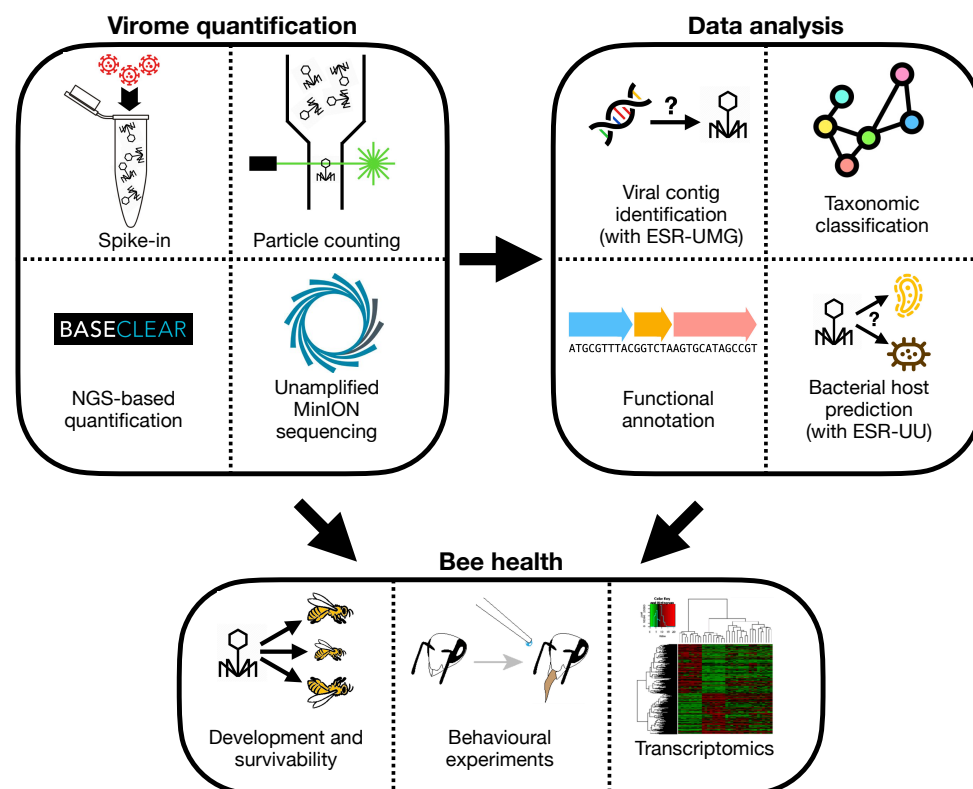 Virome quantification
Spike-in
Particle counting
BASECLEAR
NGS-based
quantification
Unamplified
MinION
sequencing
Data analysis
?
Viral contig
identification
(with ESR-UMG)
Taxonomic
classification
ATGCGTTTACGGTCTAAGTGCATAGCCGT
Functional
annotation
?
Bacterial host
prediction
(with ESR-UU)
Bee health
Development and
survivability
Behavioural
experiments
Transcriptomics